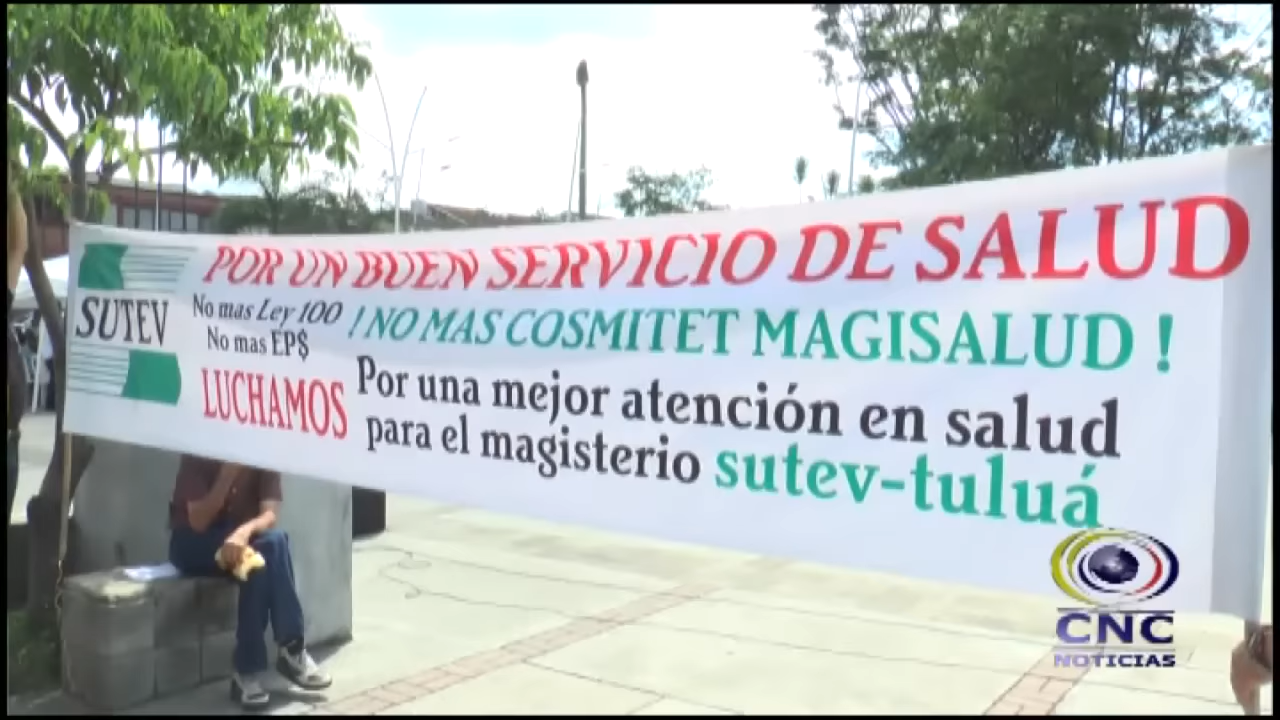 POR UN BUEN SERVICIO DE SALUD
SUTEV
No mas Ley 100
No mas EP$
! NO MAS COSMITET MAGISALUD !
LUCHAMOS
Por una mejor atención en salud
para el magisterio sutev-tuluá
CNC
NOTICIAS